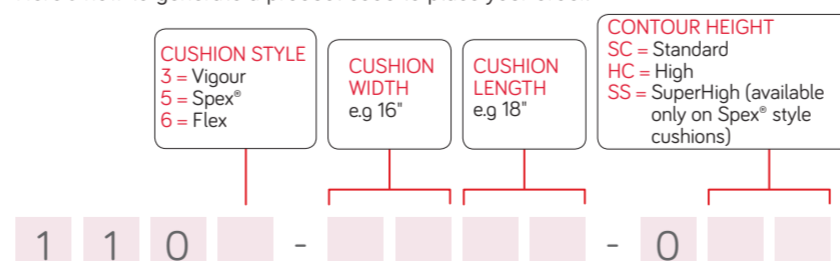 CUSHION STYLE
3 = Vigour
5 = Spex®
6 = Flex
CUSHION
WIDTH
e.g 16"
CUSHION
LENGTH
e.g 18"
CONTOUR HEIGHT
SC = Standard
HC = High
SS = SuperHigh (available
only on Spex® style
cushions)
1 1 0 - - 0